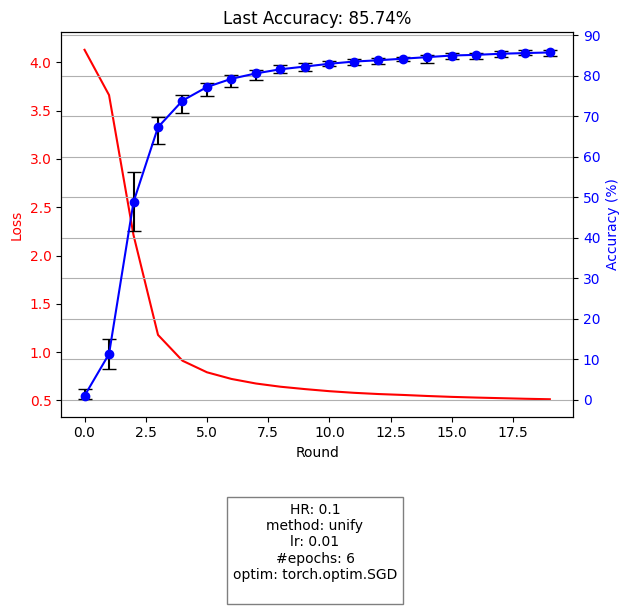 Last Accuracy: 85.74%
4.0
3.5
3.0
2.5
2.0
1.5
1.0
0.5
Loss
90
80
70
60
50
40
30
20
10
0
Accuracy (%)
0.0 2.5 5.0 7.5 10.0 12.5 15.0 17.5
Round
HR: 0.1
method: unify
lr: 0.01
#epochs: 6
optim: torch.optim.SGD